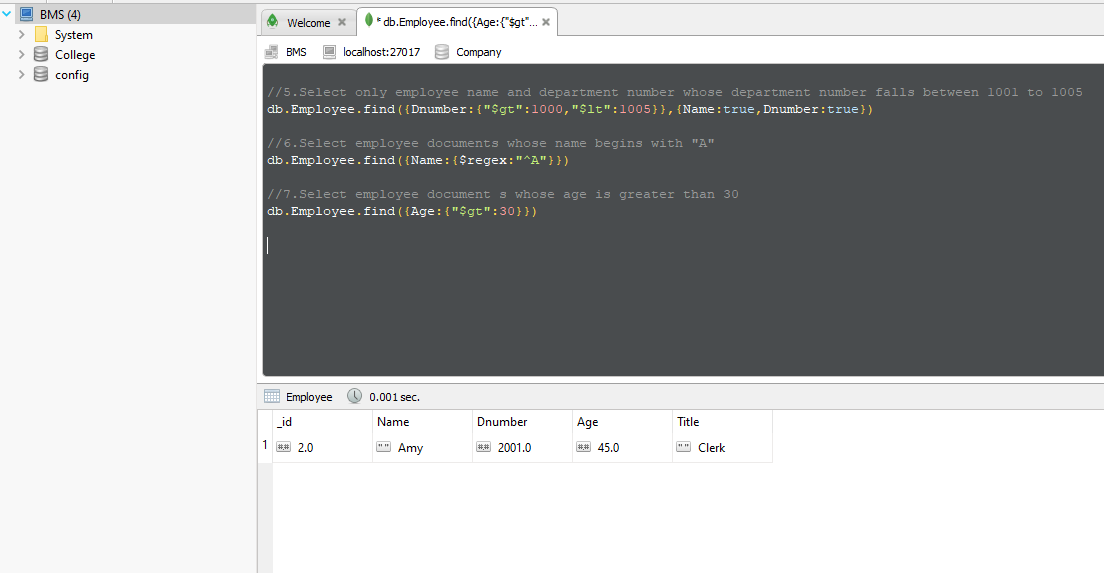 BMS (4)
System
College
config
Welcome
* db.Employee.find({Age:{"$gt"...
BMS localhost:27017 Company
//5.Select only employee name and department number whose department number falls between 1001 to 1005
db.Employee.find({Dnumber:{"$gt":1000,"$lt":1005}},{Name:true,Dnumber:true})
//6.Select employee documents whose name begins with "A"
db.Employee.find({Name:{$regex:"^A"}})
//7.Select employee document s whose age is greater than 30
db.Employee.find({Age:{"$gt":30}})
Employee 0.001 sec.
_id Name Dnumber Age Title
1 ## 2.0 "" Amy ## 2001.0 ## 45.0 "" Clerk